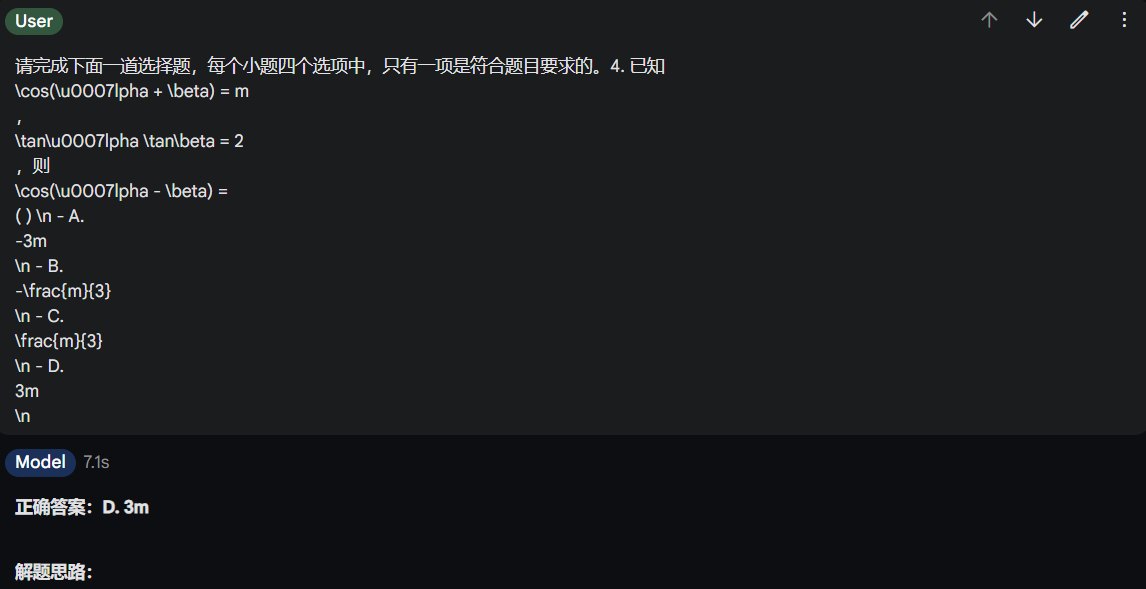 User
请完成下面一道选择题，每个小题四个选项中，只有一项是符合题目要求的。4. 已知
\cos(\u0007lpha + \beta) = m
，
\tan\u0007lpha \tan\beta = 2
，则
\cos(\u0007lpha - \beta) =
( ) \n - A.
-3m
\n - B.
-\frac{m}{3}
\n - C.
\frac{m}{3}
\n - D.
3m
\n
Model 7.1s
正确答案：D. 3m
解题思路：